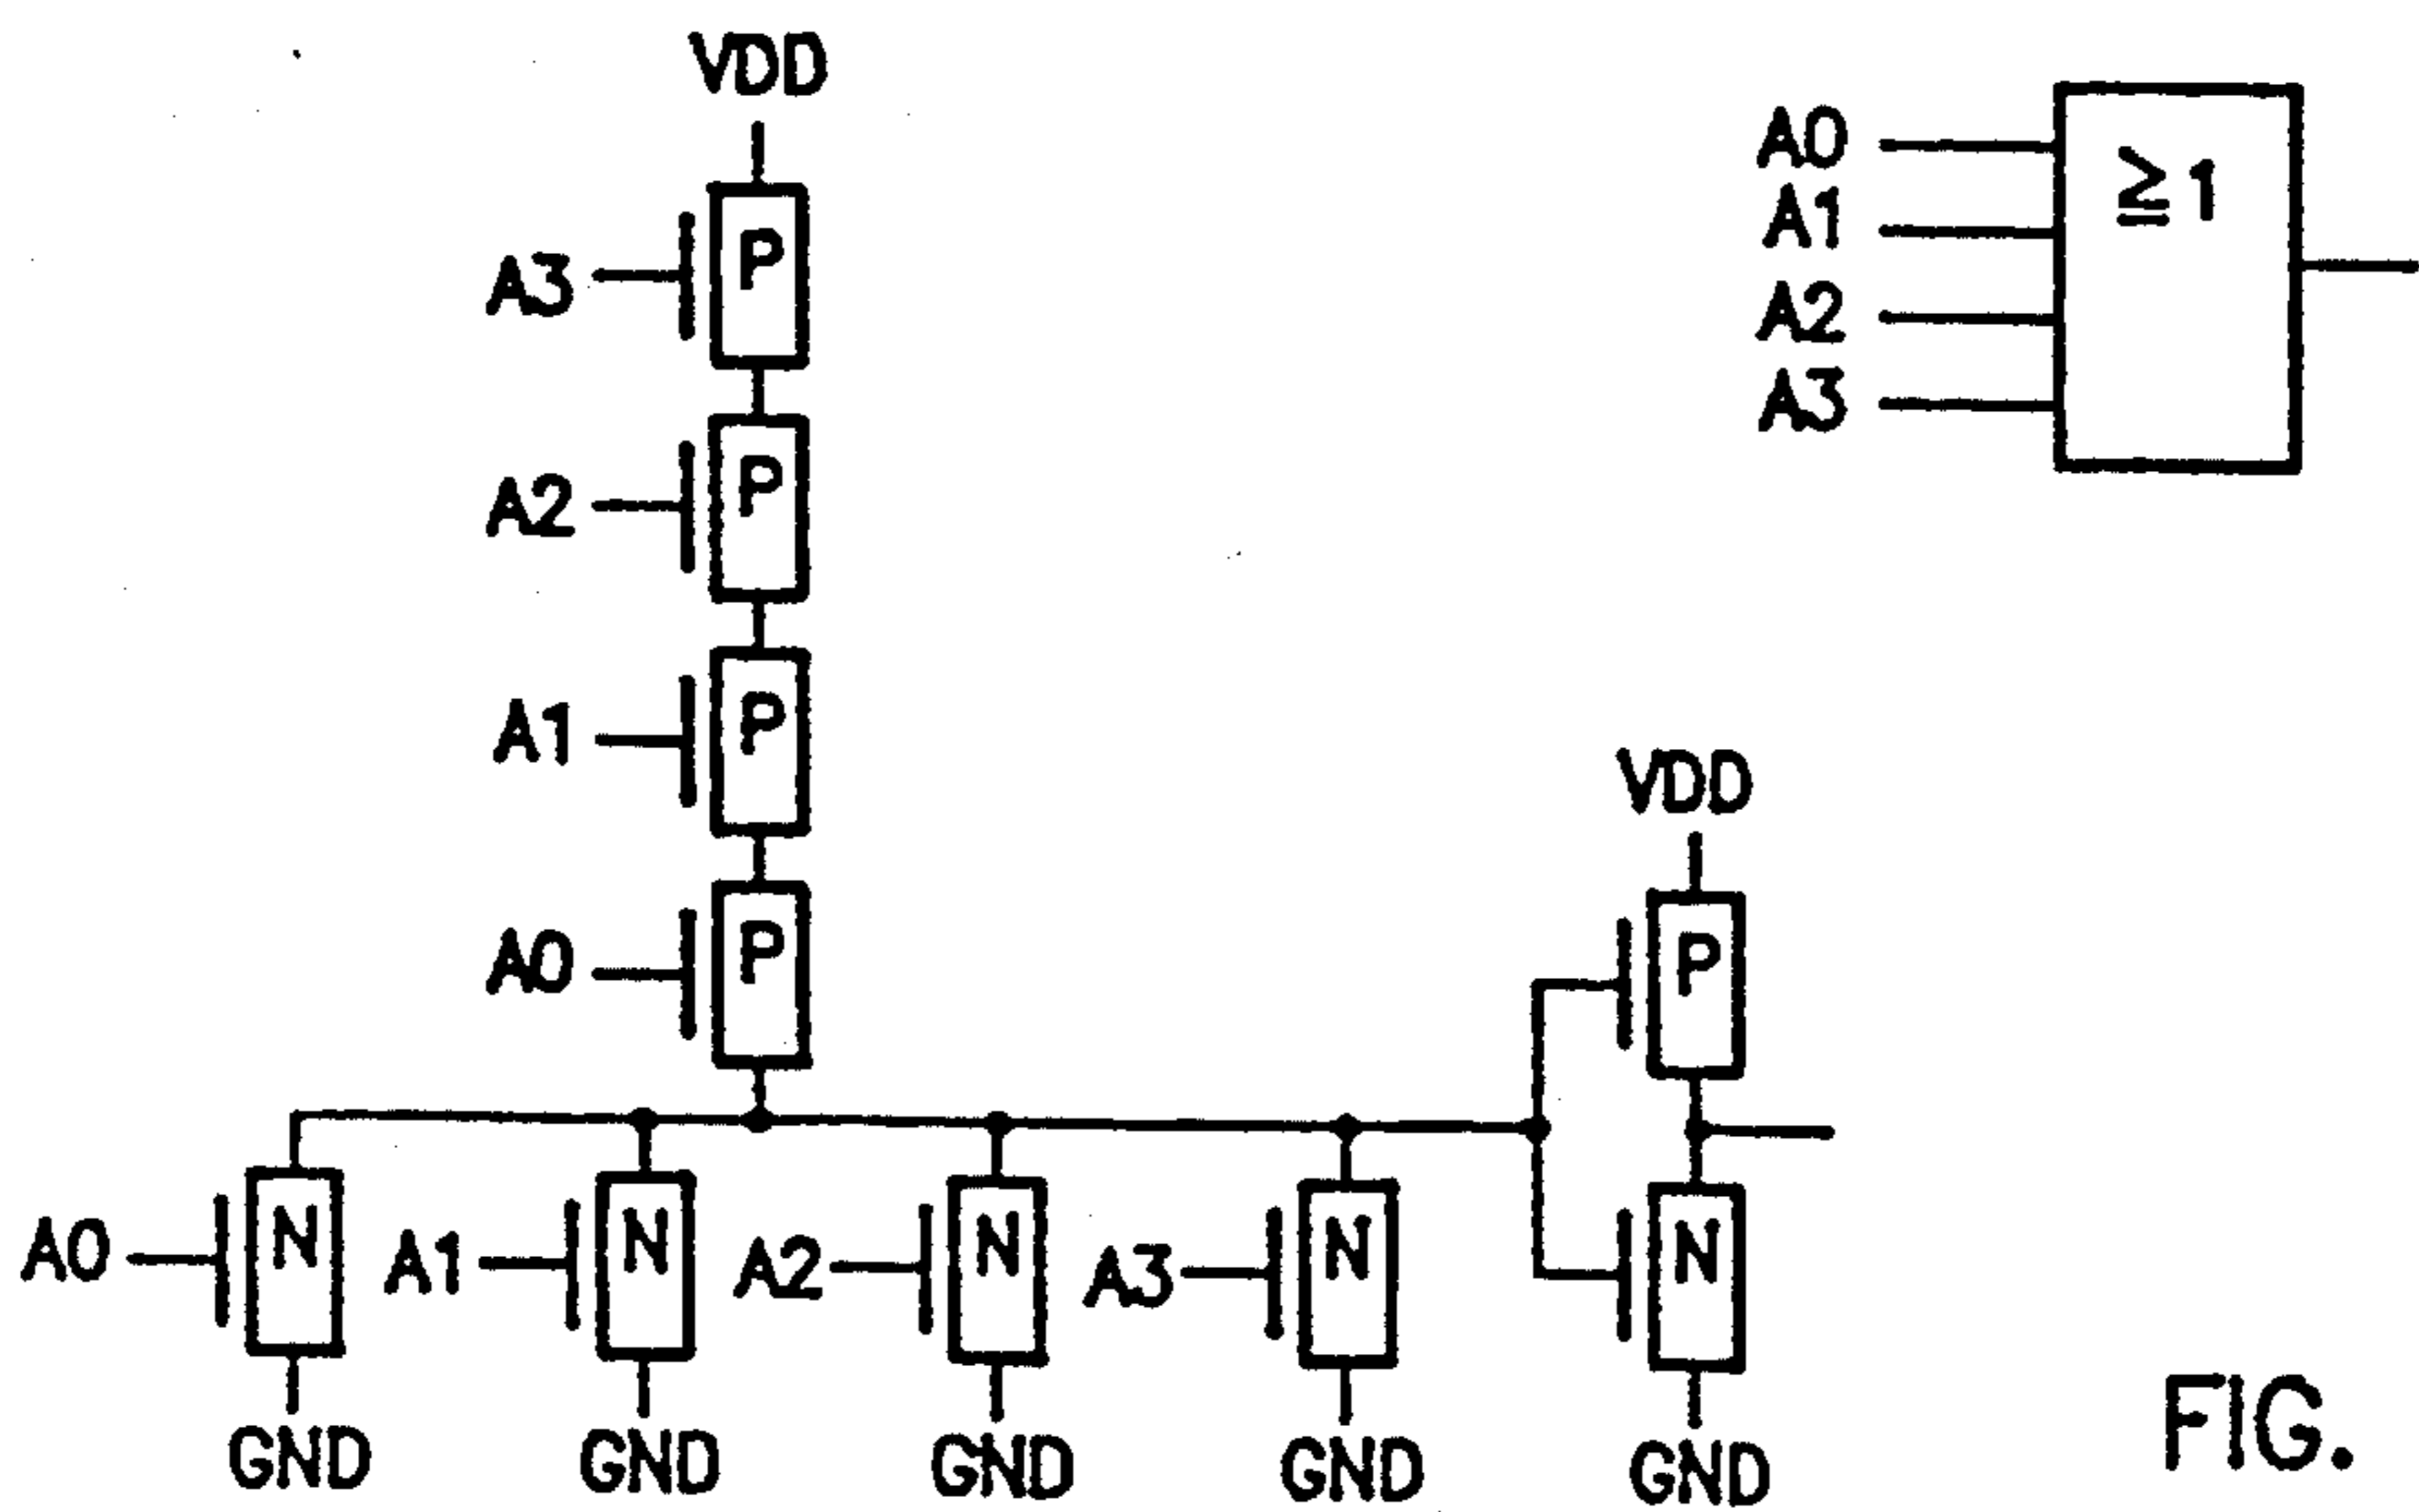 VDD
A3 P
A2 P
A1 P
A0 P
A0 N
A1 N
A2 N
A3 N
GND
GND
GND
GND
VDD
P
N
GND
A0
A1
A2
A3
≥1
FIG.